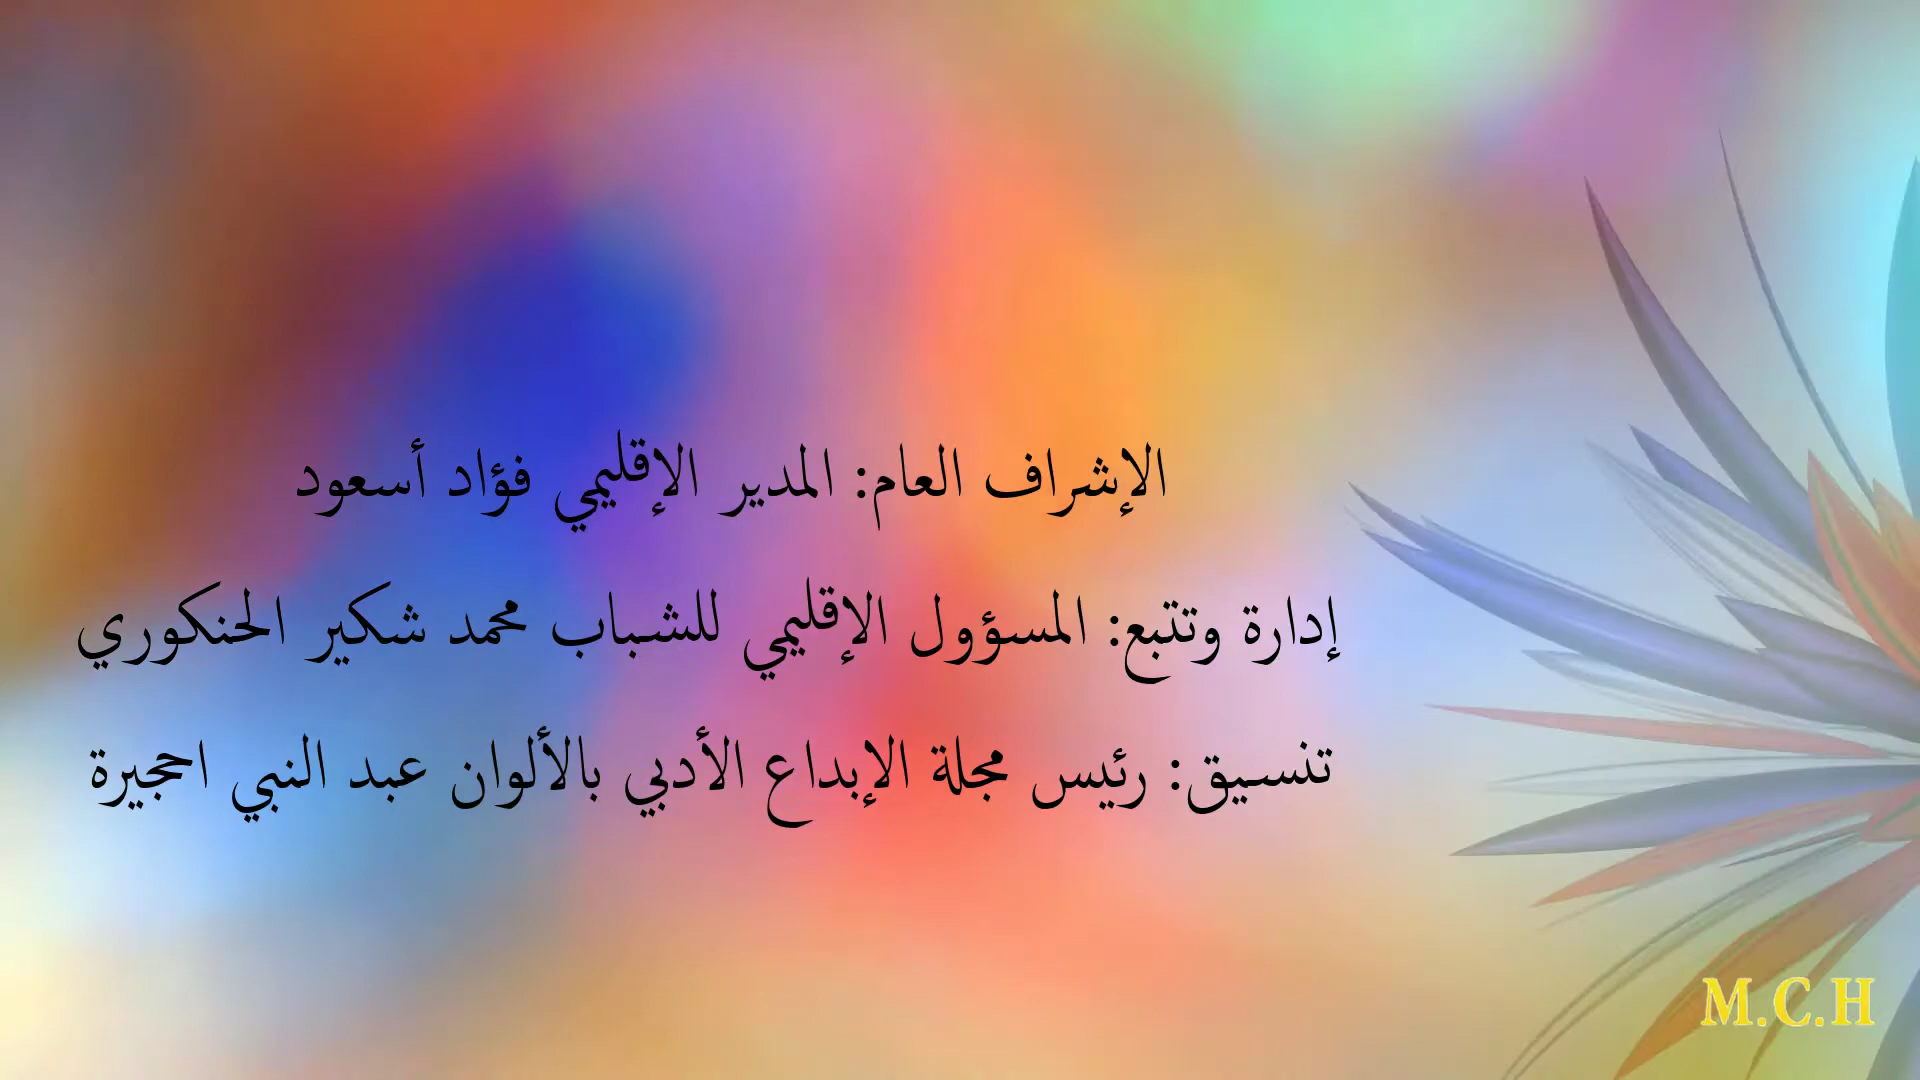 الإشراف العام: المدير الإقليمي فؤاد أسعود
إدارة وتتبع: المسؤول الإقليمي للشباب محمد شكير الحنكوري
تنسيق: رئيس مجلة الإبداع الأدبي بالألوان عبد النبي احجيرة
M.C.H